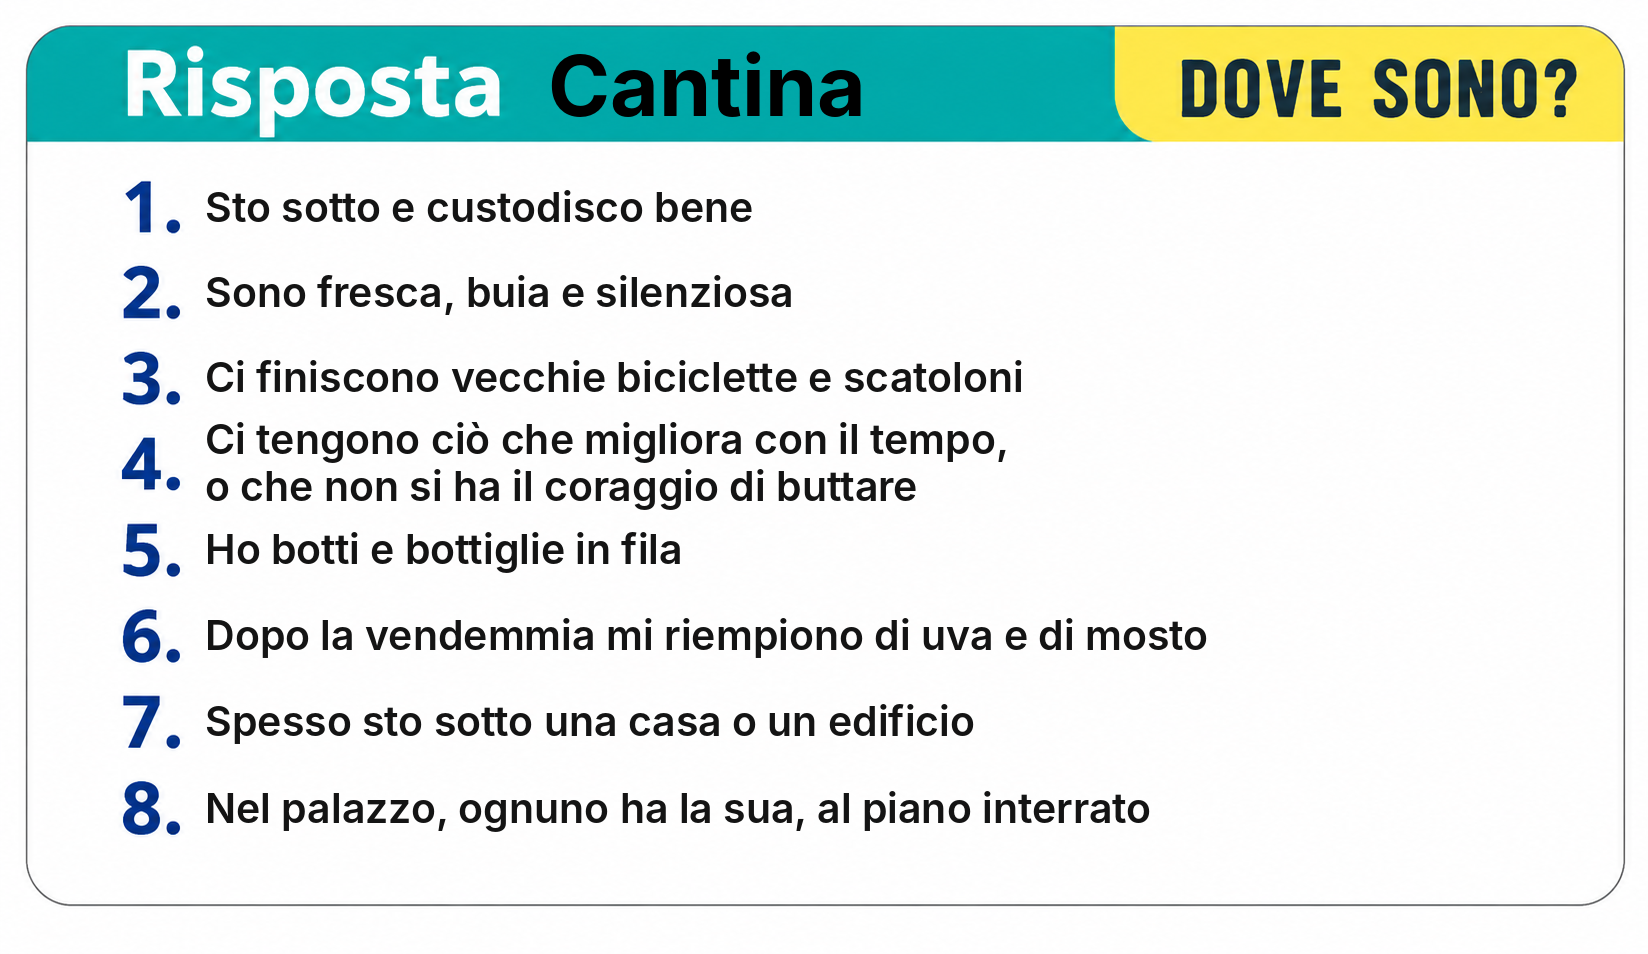 Risposta Cantina
DOVE SONO?
1. Sto sotto e custodisco bene
2. Sono fresca, buia e silenziosa
3. Ci finiscono vecchie biciclette e scatoloni
4. Ci tengono ciò che migliora con il tempo,
o che non si ha il coraggio di buttare
5. Ho botti e bottiglie in fila
6. Dopo la vendemmia mi riempiono di uva e di mosto
7. Spesso sto sotto una casa o un edificio
8. Nel palazzo, ognuno ha la sua, al piano interrato